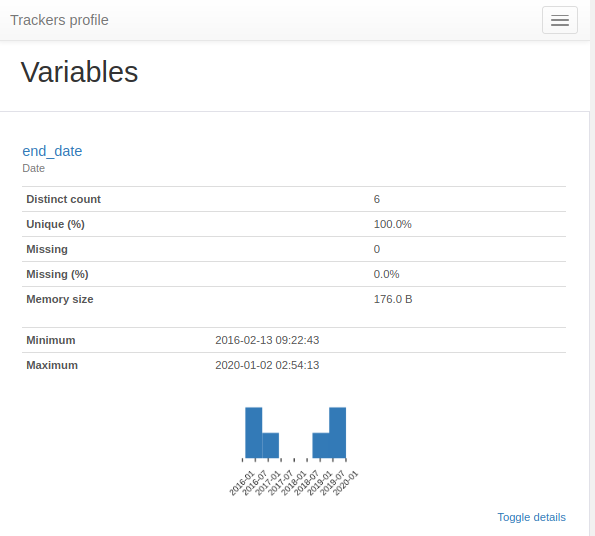 Trackers profile
Variables
end_date
Date
Distinct count 6
Unique (%) 100.0%
Missing 0
Missing (%) 0.0%
Memory size 176.0 B
Minimum 2016-02-13 09:22:43
Maximum 2020-01-02 02:54:13
2016-01 2016-07 2017-01 2017-07 2018-01 2018-07 2019-01 2019-07 2020-01
Toggle details